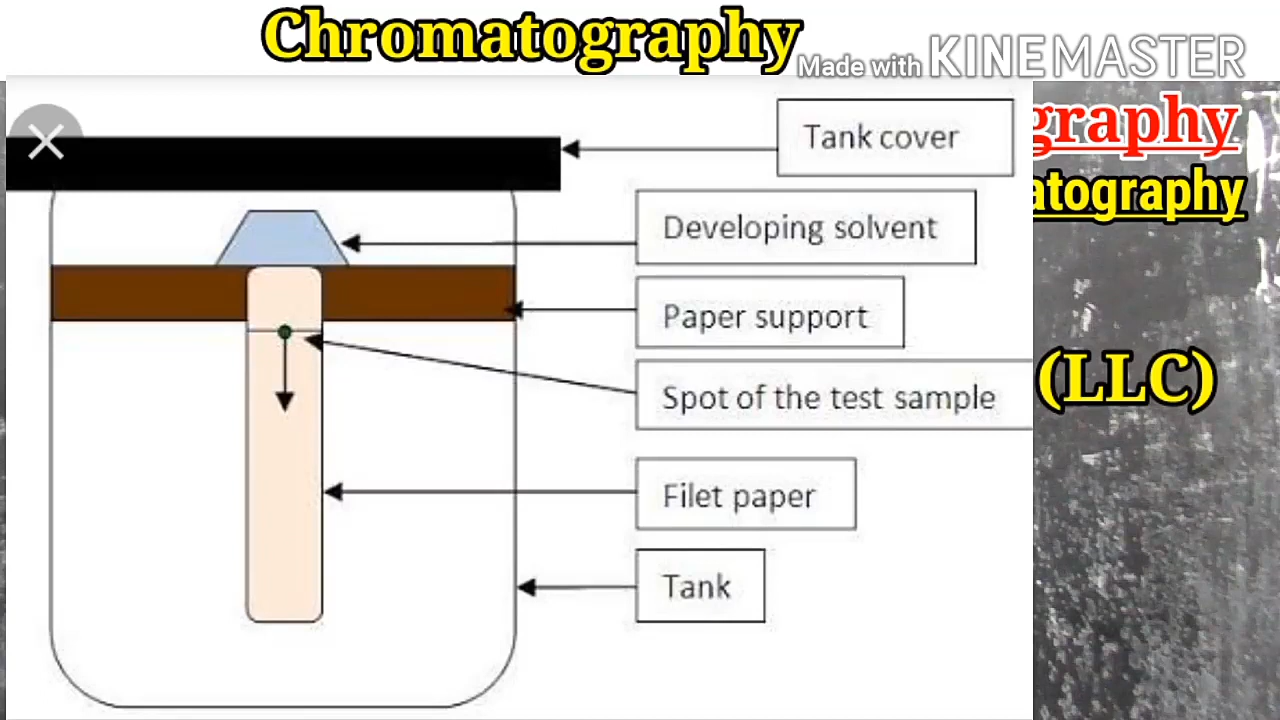 Chromatography
Made with KINEMASTER
graphy
atography
Tank cover
Developing solvent
Paper support
Spot of the test sample
(LLC)
Filet paper
Tank